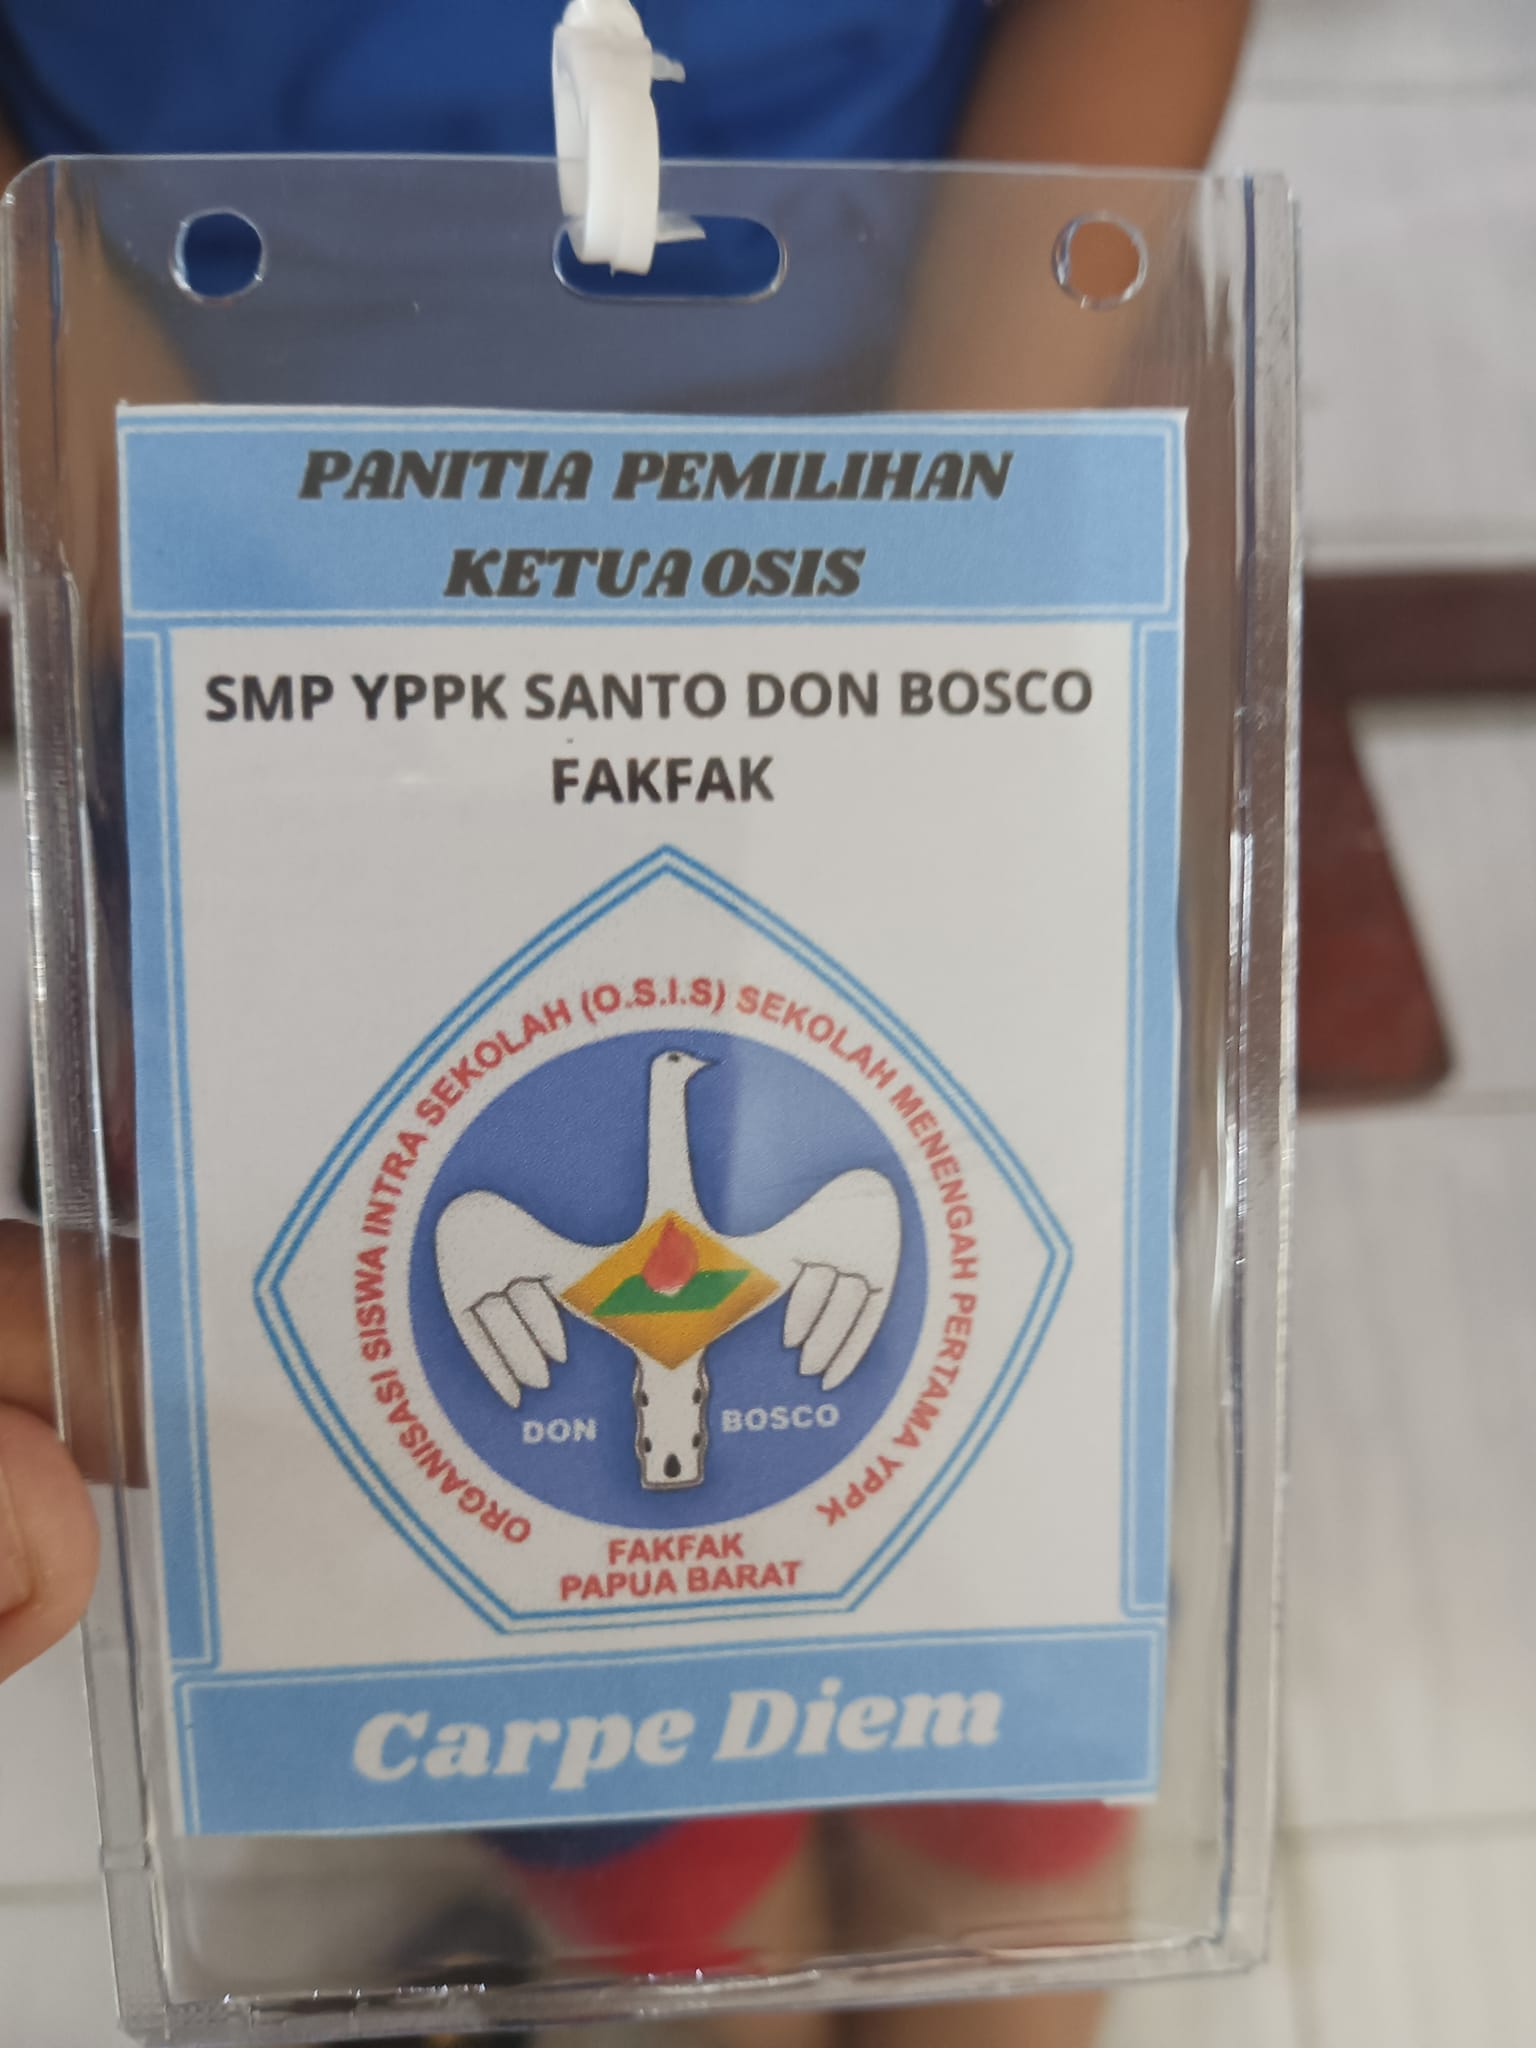 PANITIA PEMILIHAN
KETUA OSIS
SMP YPPK SANTO DON BOSCO
FAKFAK
ORGANISASI SISWA INTRA SEKOLAH (O.S.I.S) SEKOLAH MENENGAH PERTAMA YPPK
DON BOSCO
FAKFAK
PAPUA BARAT
Carpe Diem